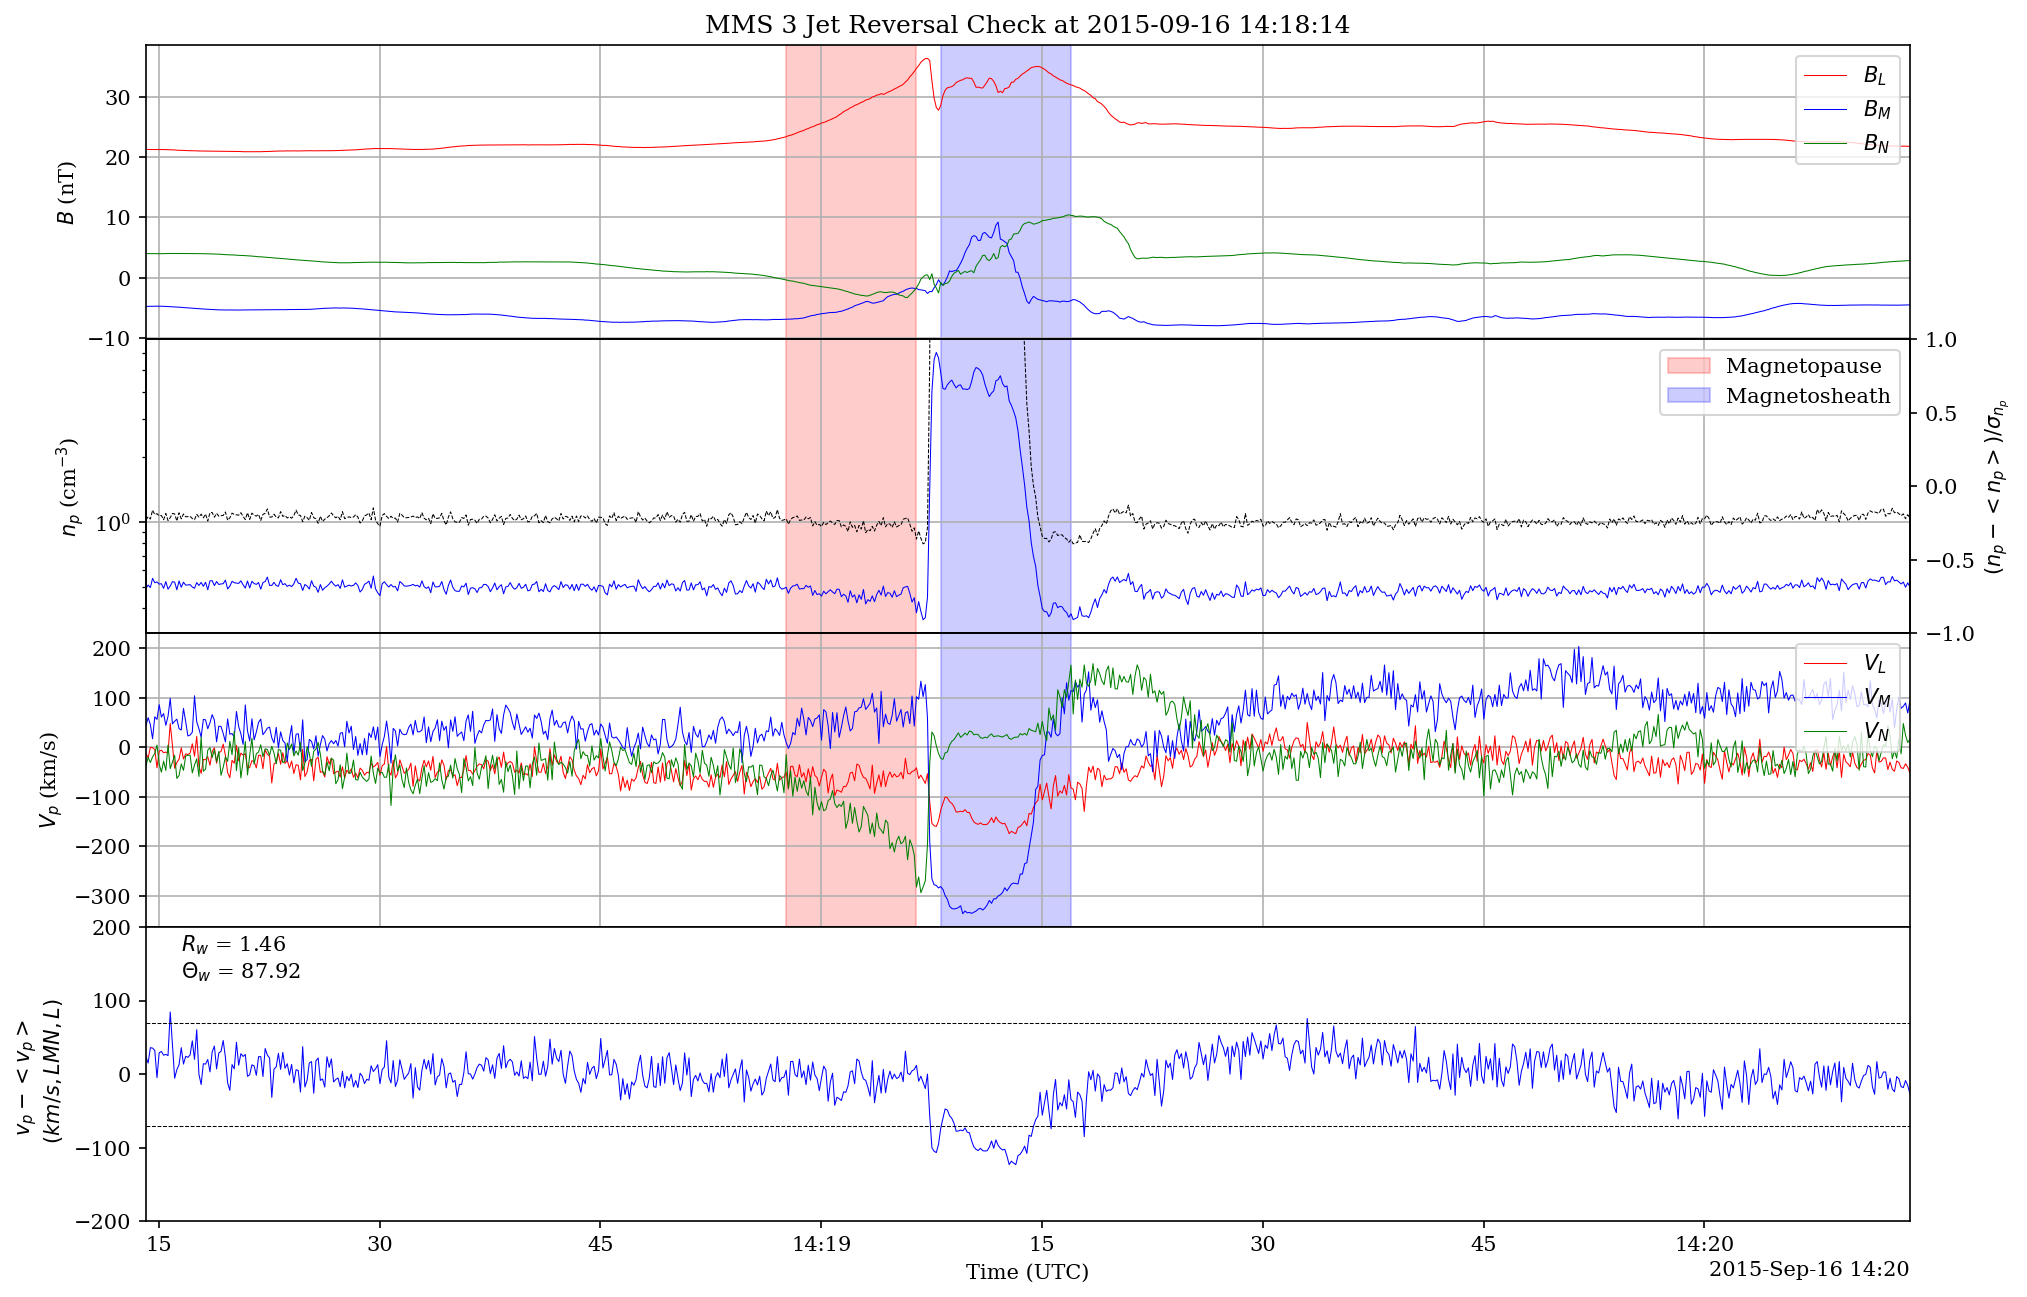 MMS 3 Jet Reversal Check at 2015-09-16 14:18:14
B (nT)
30
20
10
0
−10
B_L
B_M
B_N
n_p (cm^{−3})
10^0
1.0
0.5
0.0
−0.5
−1.0
(n_p − < n_p > )/σ_{n_p}
Magnetopause
Magnetosheath
V_p (km/s)
200
100
0
−100
−200
−300
V_L
V_M
V_N
v_p − < v_p >
(km/s, LMN, L)
200
100
0
−100
−200
R_w = 1.46
Θ_w = 87.92
15
30
45
14:19
15
30
45
14:20
Time (UTC)
2015-Sep-16 14:20